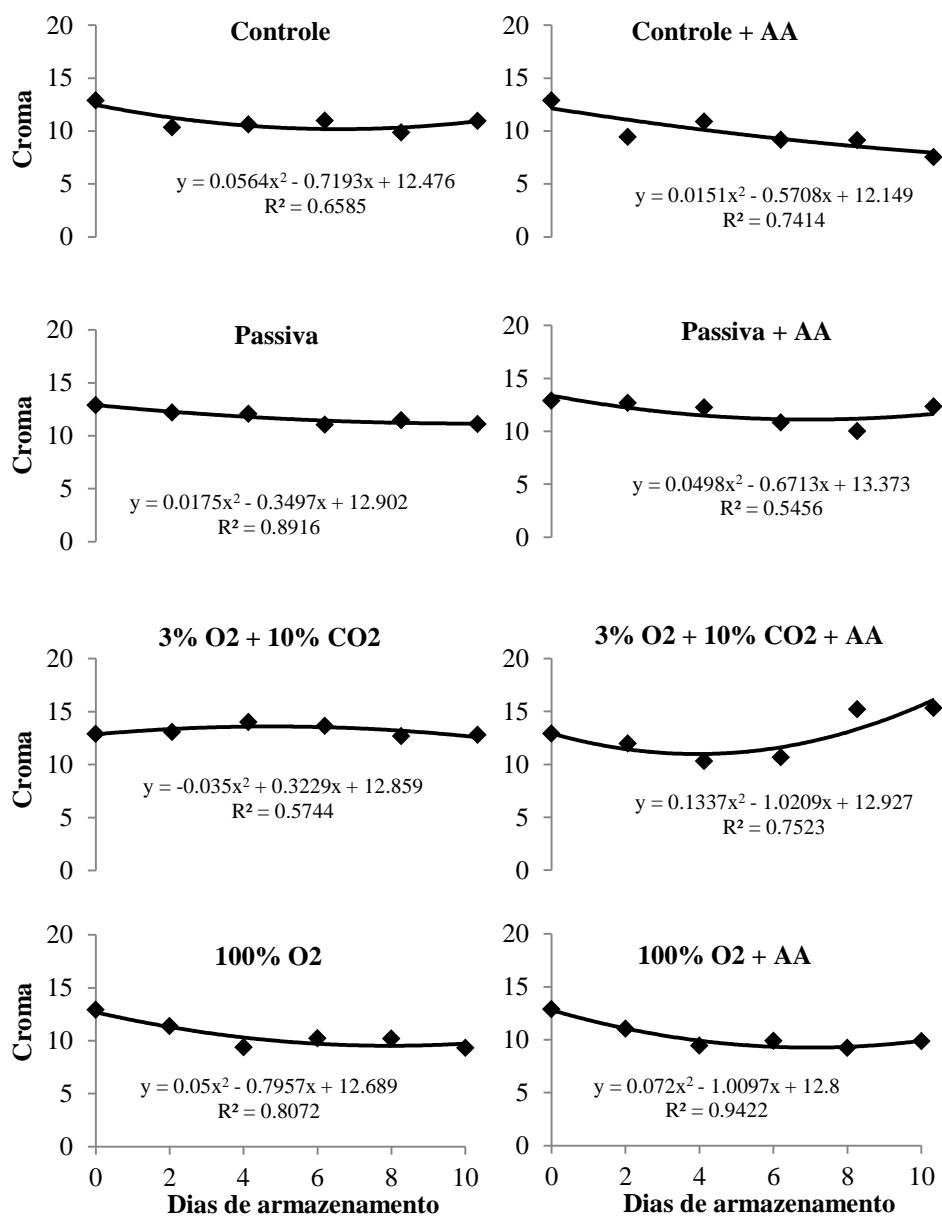 Controle
20
15
10
5
0
Croma
y = 0.0564x² - 0.7193x + 12.476
R² = 0.6585
Controle + AA
20
15
10
5
0
y = 0.0151x² - 0.5708x + 12.149
R² = 0.7414
Passiva
20
15
10
5
0
Croma
y = 0.0175x² - 0.3497x + 12.902
R² = 0.8916
Passiva + AA
20
15
10
5
0
y = 0.0498x² - 0.6713x + 13.373
R² = 0.5456
3% O2 + 10% CO2
20
15
10
5
0
Croma
y = -0.035x² + 0.3229x + 12.859
R² = 0.5744
3% O2 + 10% CO2 + AA
20
15
10
5
0
y = 0.1337x² - 1.0209x + 12.927
R² = 0.7523
100% O2
20
15
10
5
0
Croma
y = 0.05x² - 0.7957x + 12.689
R² = 0.8072
0 2 4 6 8 10
Dias de armazenamento
100% O2 + AA
20
15
10
5
0
y = 0.072x² - 1.0097x + 12.8
R² = 0.9422
0 2 4 6 8 10
Dias de armazenamento